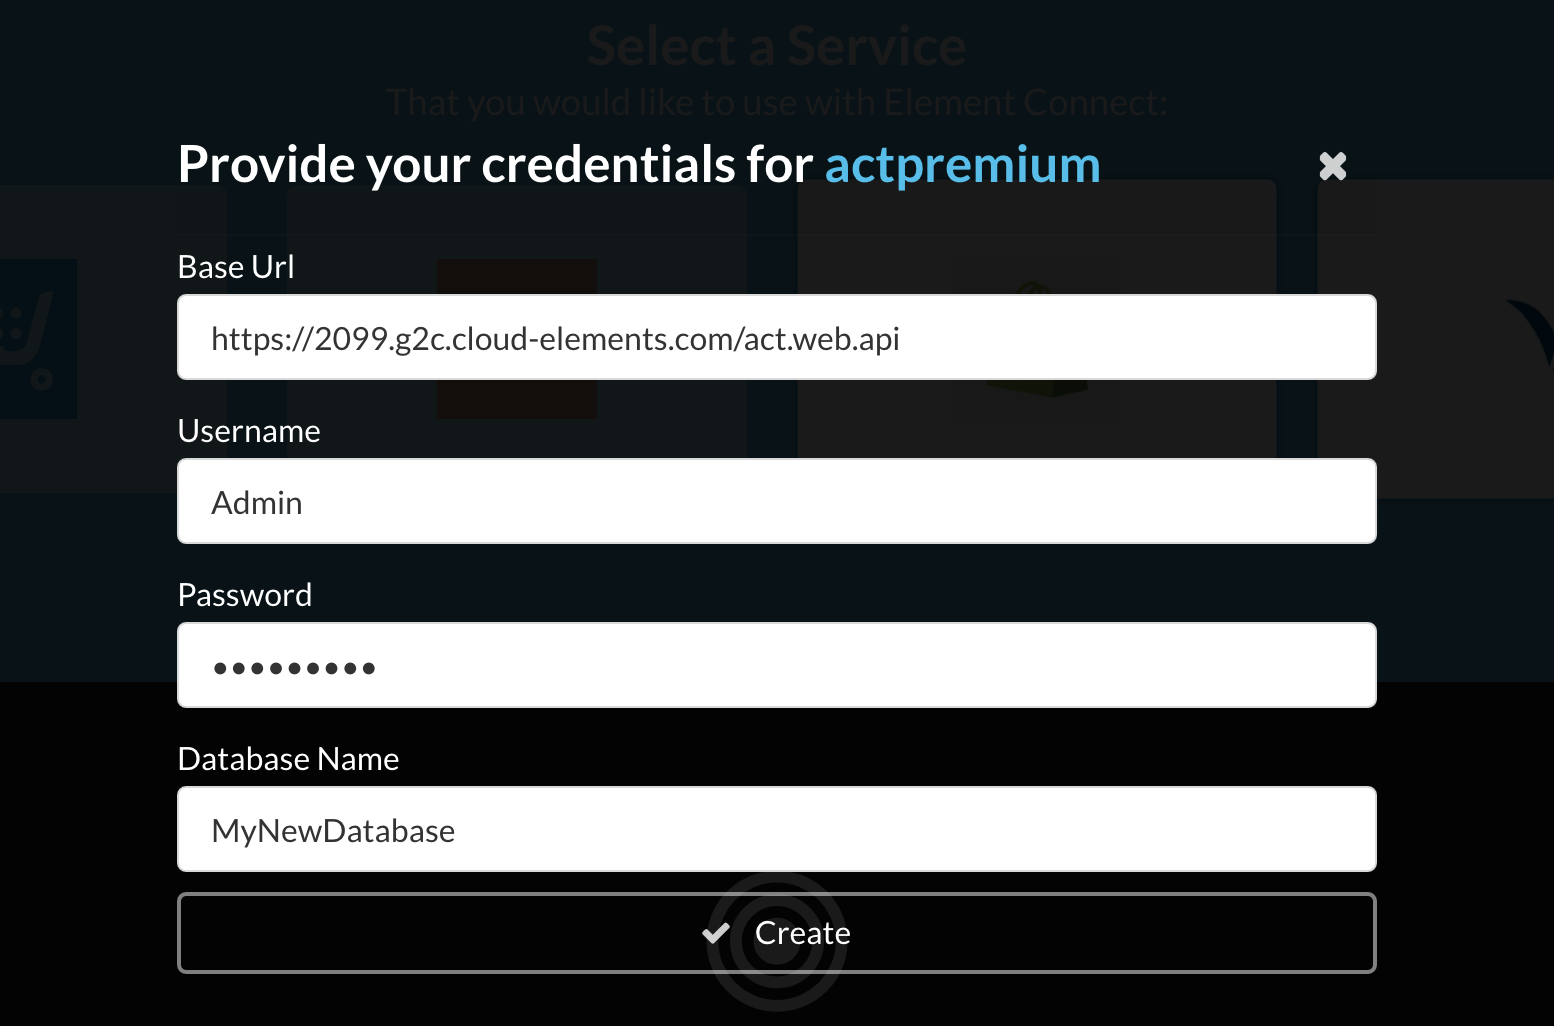 Select a Service
That you would like to use with Element Connect:
Provide your credentials for actpremium
Base Url
https://2099.g2c.cloud-elements.com/act.web.api
Username
Admin
Password
•••••••••
Database Name
MyNewDatabase
Create